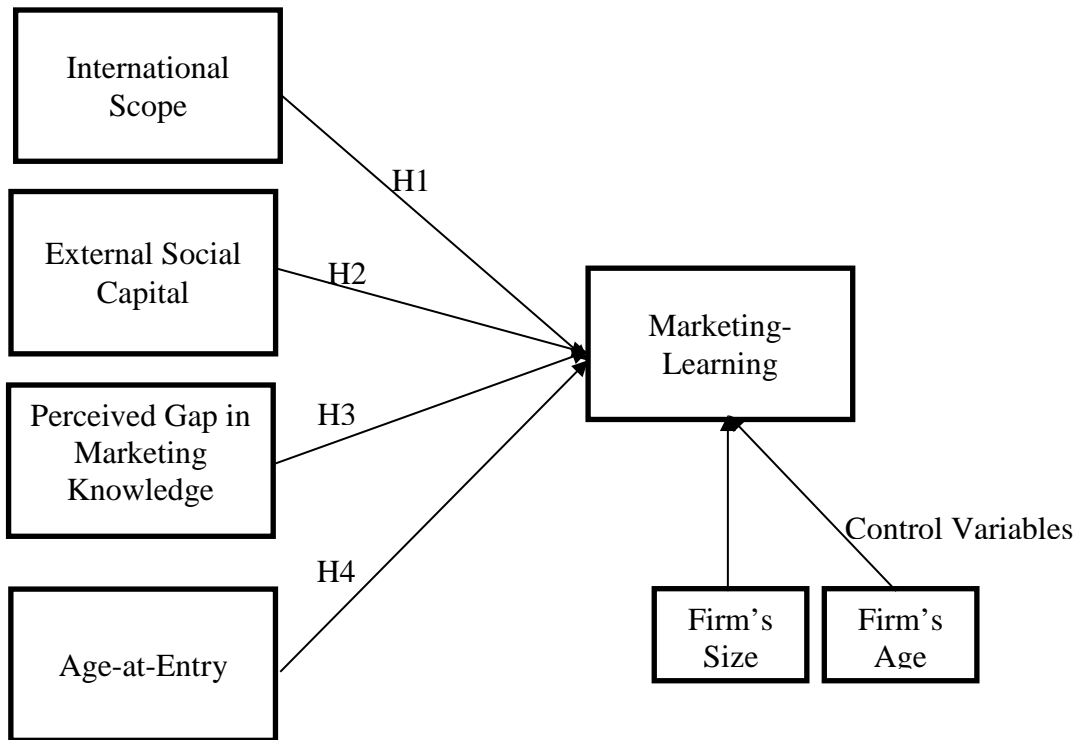 International
Scope
H1
External Social
Capital
H2
Marketing-
Learning
Perceived Gap in
Marketing
Knowledge
H3
Control Variables
H4
Age-at-Entry
Firm's
Size
Firm's
Age